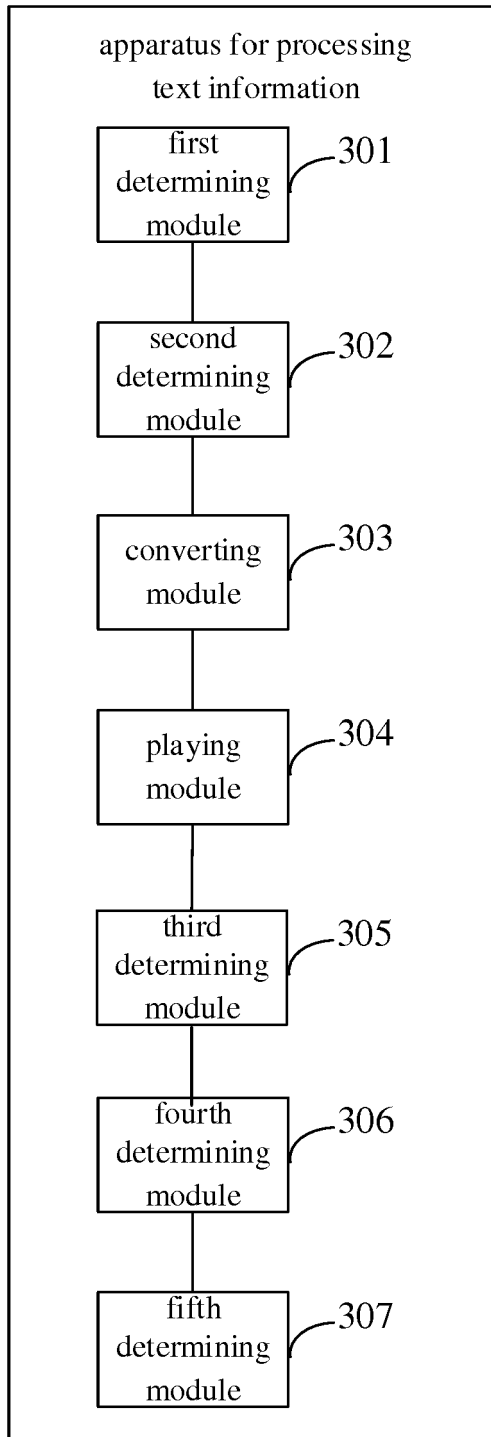 apparatus for processing
text information
first
determining
module
301
second
determining
module
302
converting
module
303
playing
module
304
third
determining
module
305
fourth
determining
module
306
fifth
determining
module
307